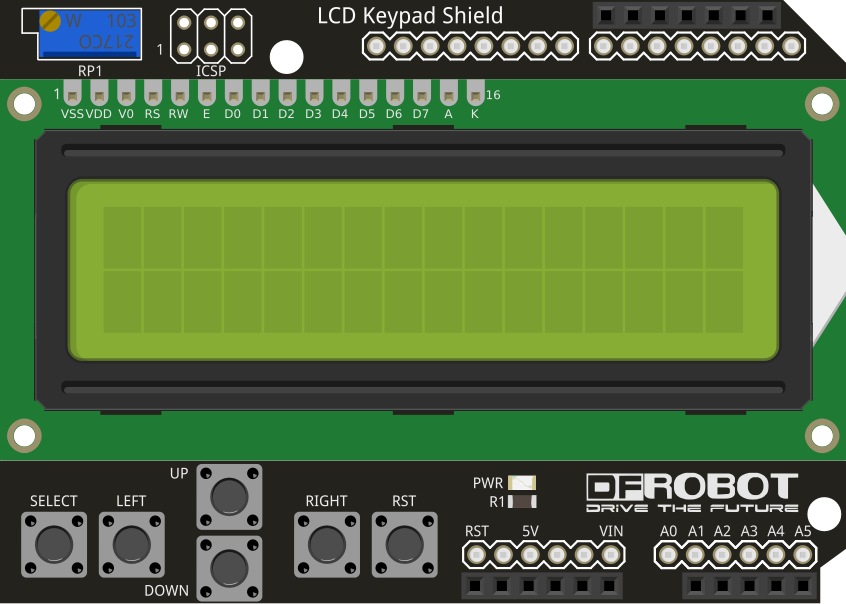 LCD Keypad Shield
W 103
217CO
1
RP1
ICSP
1
16
VSS VDD V0 RS RW E D0 D1 D2 D3 D4 D5 D6 D7 A K
UP
SELECT
LEFT
RIGHT
RST
DOWN
PWR
R1
DFROBOT
DRIVE THE FUTURE
RST 5V VIN
A0 A1 A2 A3 A4 A5